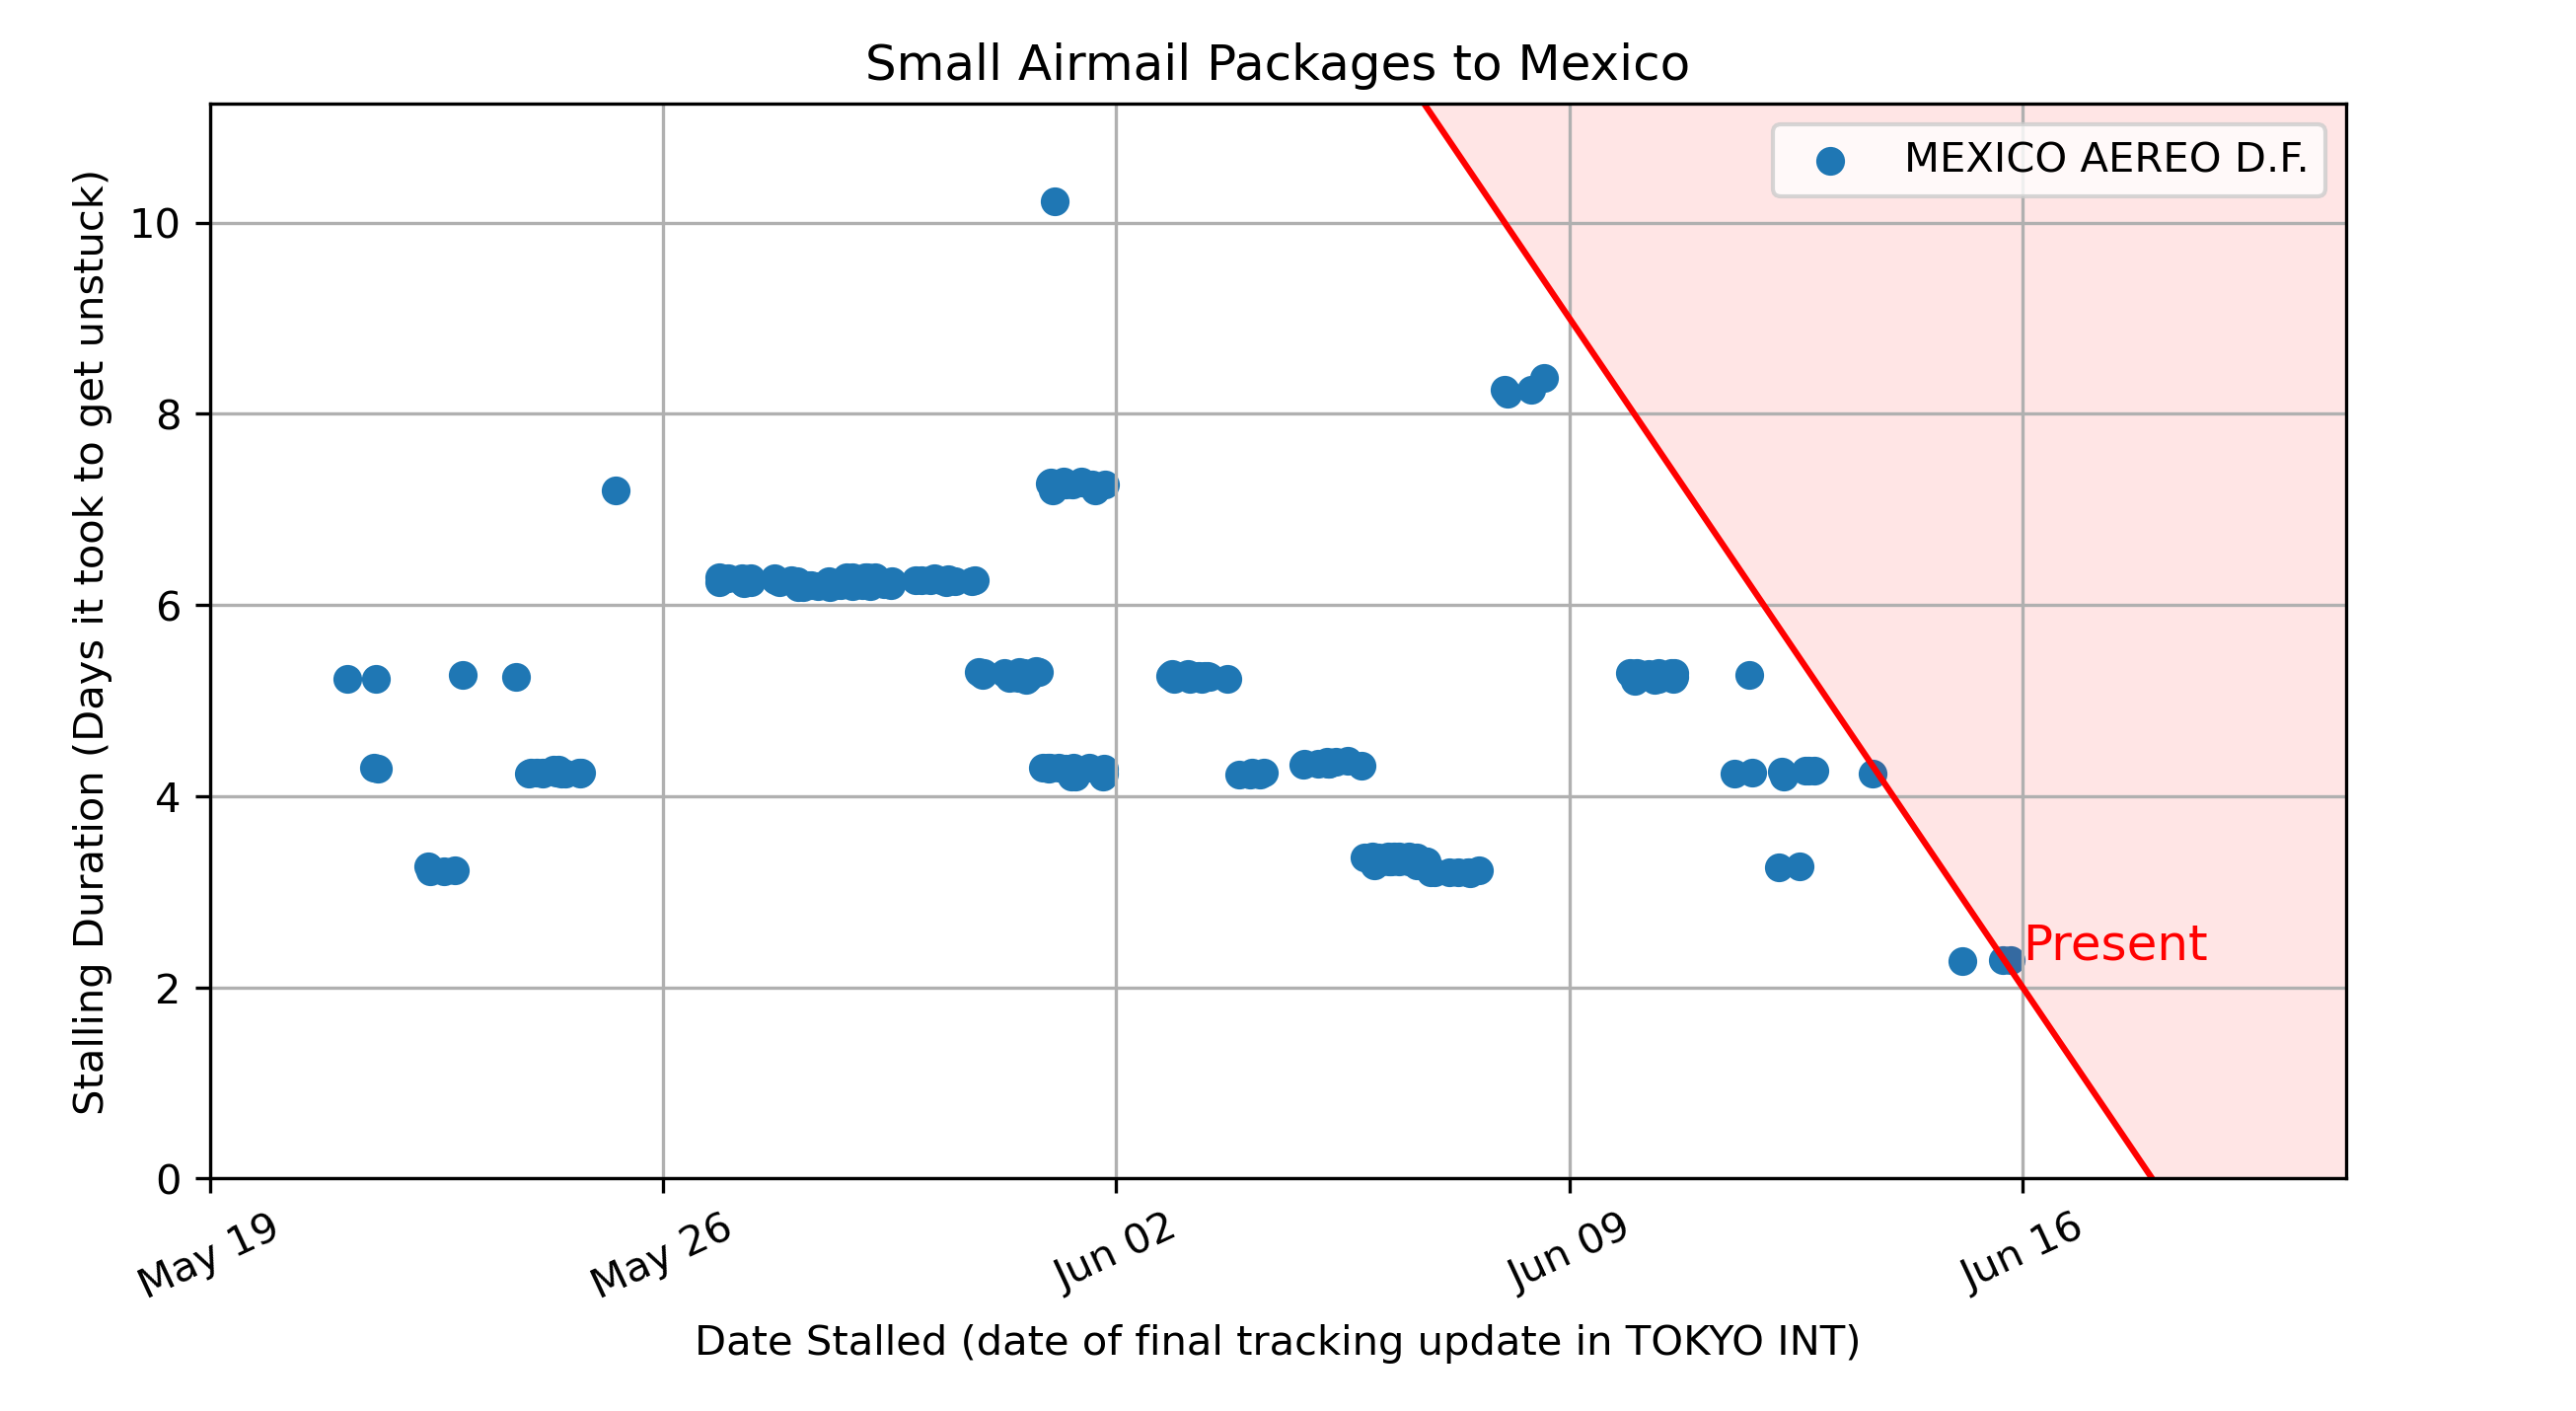 Small Airmail Packages to Mexico
MEXICO AEREO D.F.
Stalling Duration (Days it took to get unstuck)
10
8
6
4
2
0
Present
May 19
May 26
Jun 02
Jun 09
Jun 16
Date Stalled (date of final tracking update in TOKYO INT)